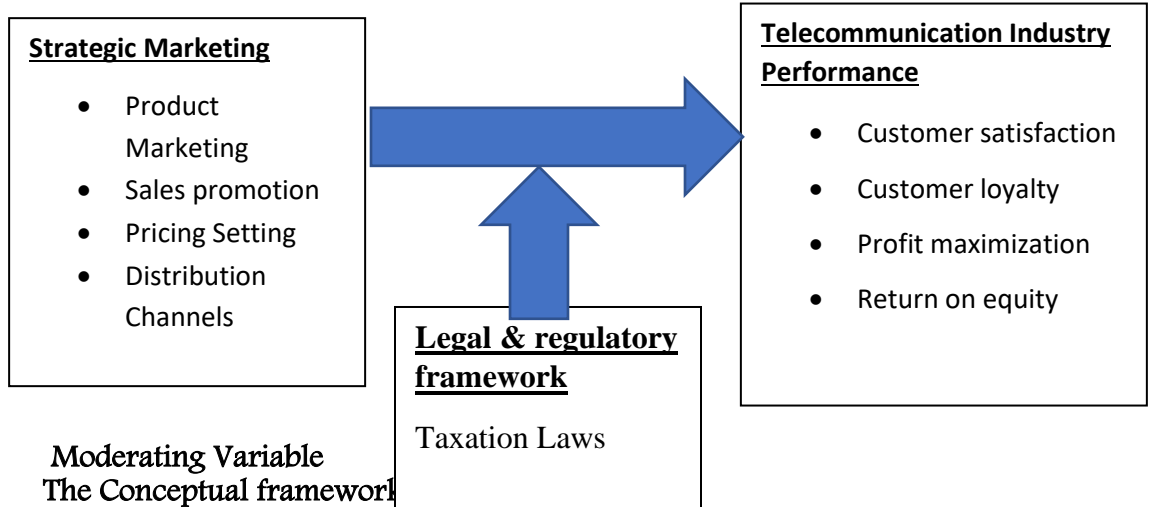 Strategic Marketing
• Product
Marketing
• Sales promotion
• Pricing Setting
• Distribution
Channels
Telecommunication Industry
Performance
• Customer satisfaction
• Customer loyalty
• Profit maximization
• Return on equity
Legal & regulatory
framework
Taxation Laws
Moderating Variable
The Conceptual framework